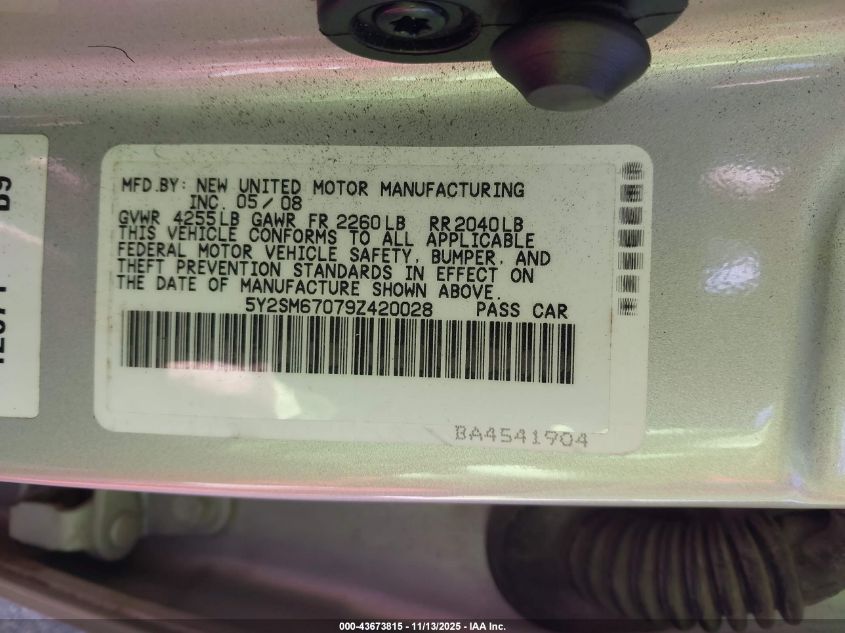 MFD.BY: NEW UNITED MOTOR MANUFACTURING
INC. 05/08
GVWR 4255LB GAWR FR 2260LB RR2040LB
THIS VEHICLE CONFORMS TO ALL APPLICABLE
FEDERAL MOTOR VEHICLE SAFETY, BUMPER, AND
THEFT PREVENTION STANDARDS IN EFFECT ON
THE DATE OF MANUFACTURE SHOWN ABOVE.
5Y2SM67079Z420028 PASS CAR
BA4541904
000-43673815 - 11/13/2025 - IAA Inc.